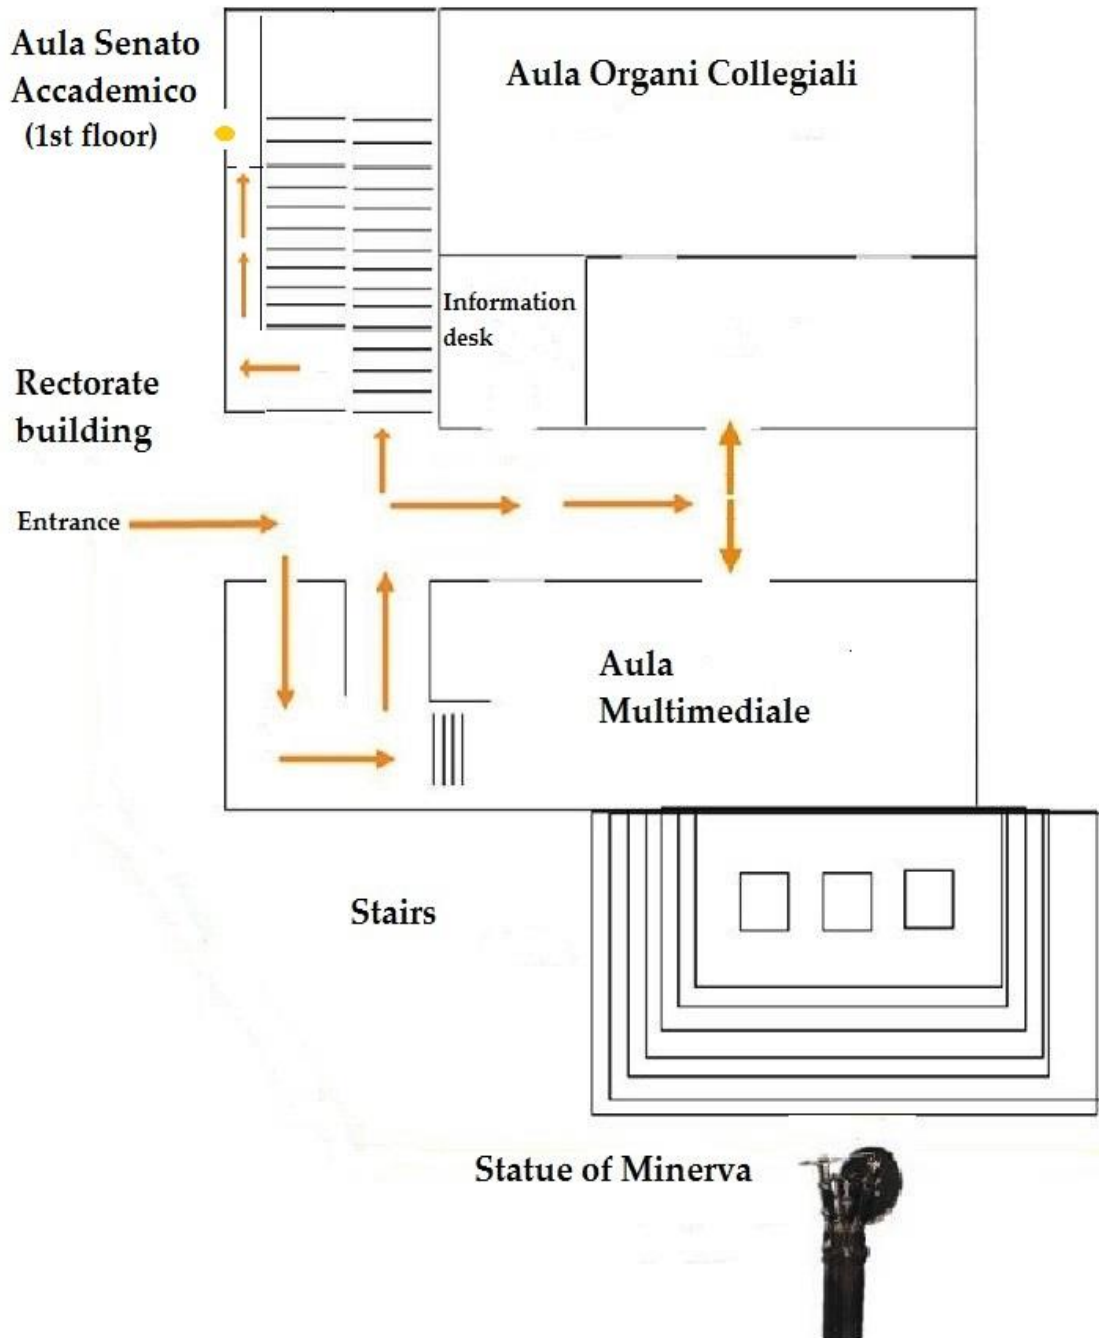 Aula Senato
Accademico
(1st floor)
Aula Organi Collegiali
Information
desk
Rectorate
building
Entrance
Aula
Multimediale
Stairs
Statue of Minerva